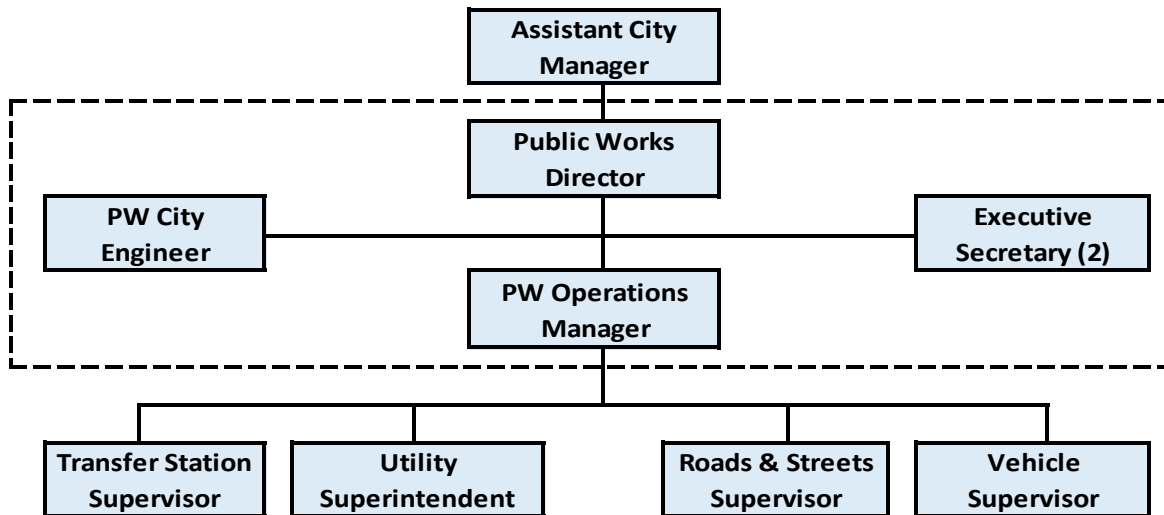 Assistant City
Manager
Public Works
Director
PW City
Engineer
Executive
Secretary (2)
PW Operations
Manager
Transfer Station
Supervisor
Utility
Superintendent
Roads & Streets
Supervisor
Vehicle
Supervisor